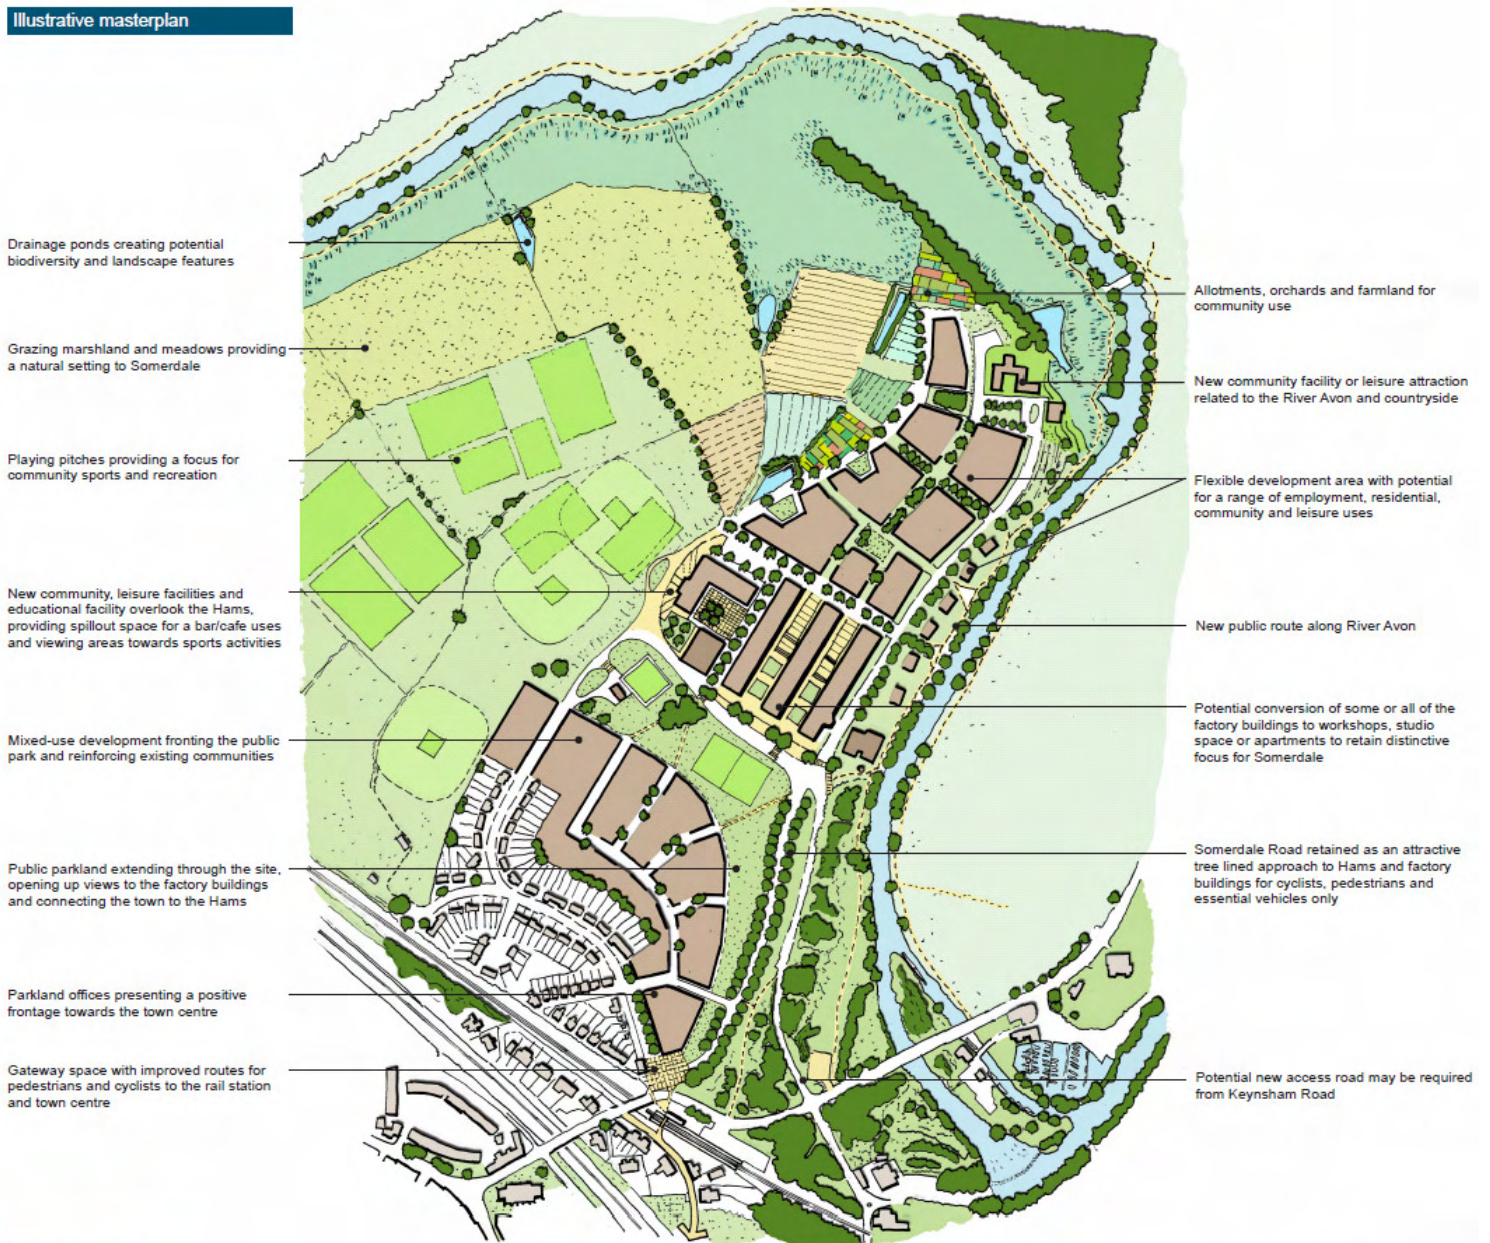 Illustrative masterplan
Drainage ponds creating potential
biodiversity and landscape features
Grazing marshland and meadows providing
a natural setting to Somerdale
Playing pitches providing a focus for
community sports and recreation
New community, leisure facilities and
educational facility overlook the Hams,
providing spillout space for a bar/cafe uses
and viewing areas towards sports activities
Mixed-use development fronting the public
park and reinforcing existing communities
Public parkland extending through the site,
opening up views to the factory buildings
and connecting the town to the Hams
Parkland offices presenting a positive
frontage towards the town centre
Gateway space with improved routes for
pedestrians and cyclists to the rail station
and town centre
Allotments, orchards and farmland for
community use
New community facility or leisure attraction
related to the River Avon and countryside
Flexible development area with potential
for a range of employment, residential,
community and leisure uses
New public route along River Avon
Potential conversion of some or all of the
factory buildings to workshops, studio
space or apartments to retain distinctive
focus for Somerdale
Somerdale Road retained as an attractive
tree lined approach to Hams and factory
buildings for cyclists, pedestrians and
essential vehicles only
Potential new access road may be required
from Keynsham Road